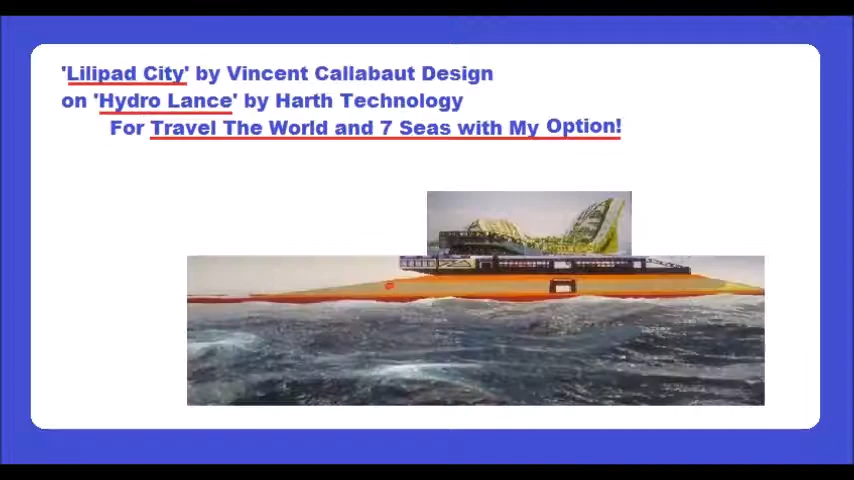 'Lilipad City' by Vincent Callabaut Design
on 'Hydro Lance' by Harth Technology
For Travel The World and 7 Seas with My Option!